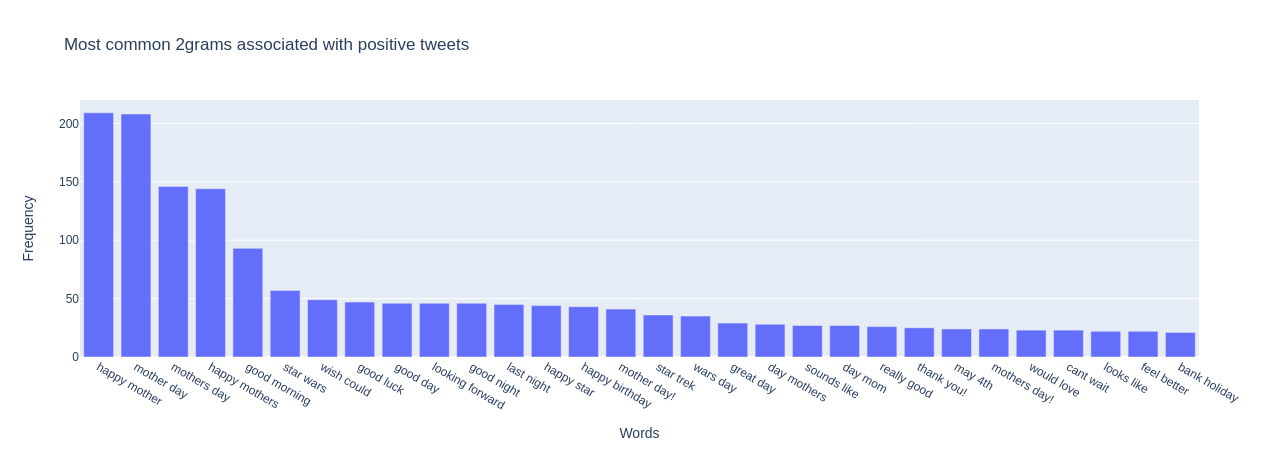 Most common 2grams associated with positive tweets
Frequency
200
150
100
50
0
happy mother
mother day
mothers day
happy mothers
good morning
star wars
wish could
good luck
good day
looking forward
good night
last night
happy star
happy birthday
mother day!
star trek
wars day
great day
day mothers
sounds like
day mom
really good
thank you!
may 4th
mothers day!
would love
cant wait
looks like
feel better
bank holiday
Words